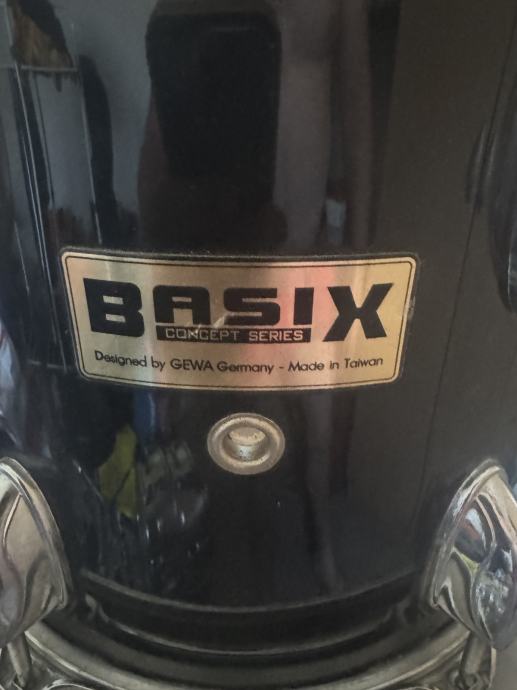 BASIX
CONCEPT SERIES
Designed by GEWA Germany - Made in Taiwan